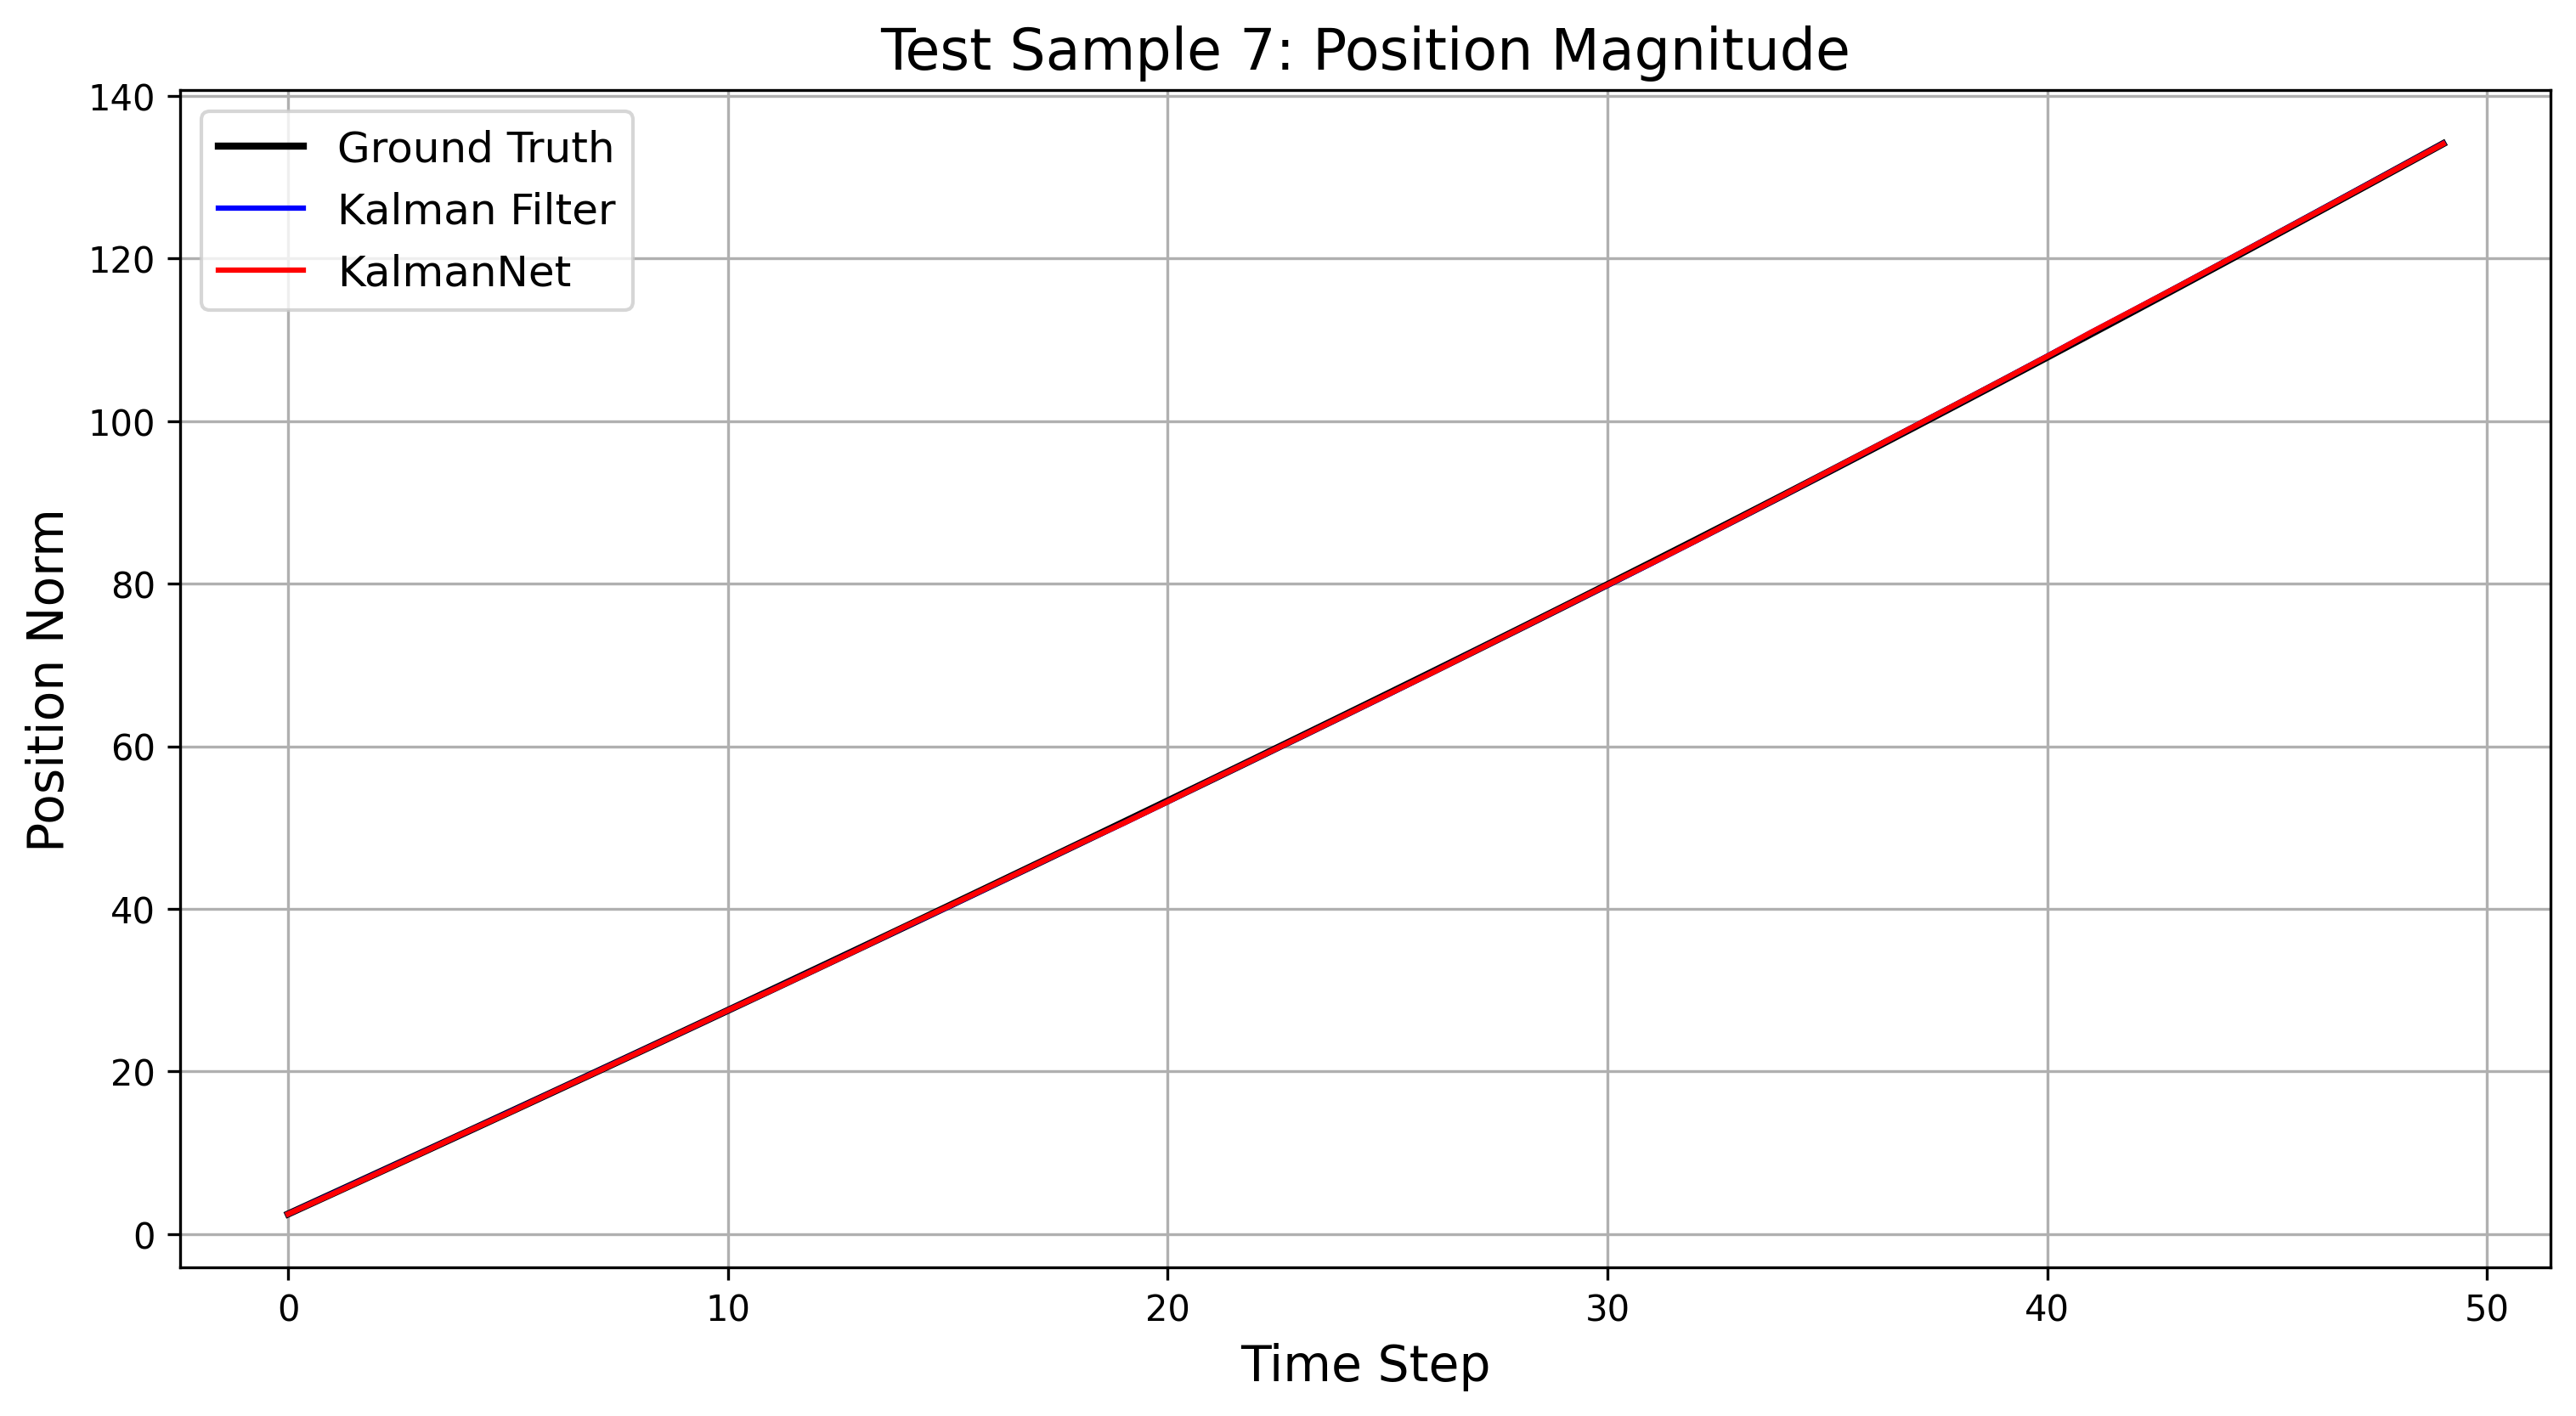 Test Sample 7: Position Magnitude
140
120
100
80
60
40
20
0
Position Norm
Ground Truth
Kalman Filter
KalmanNet
0 10 20 30 40 50
Time Step